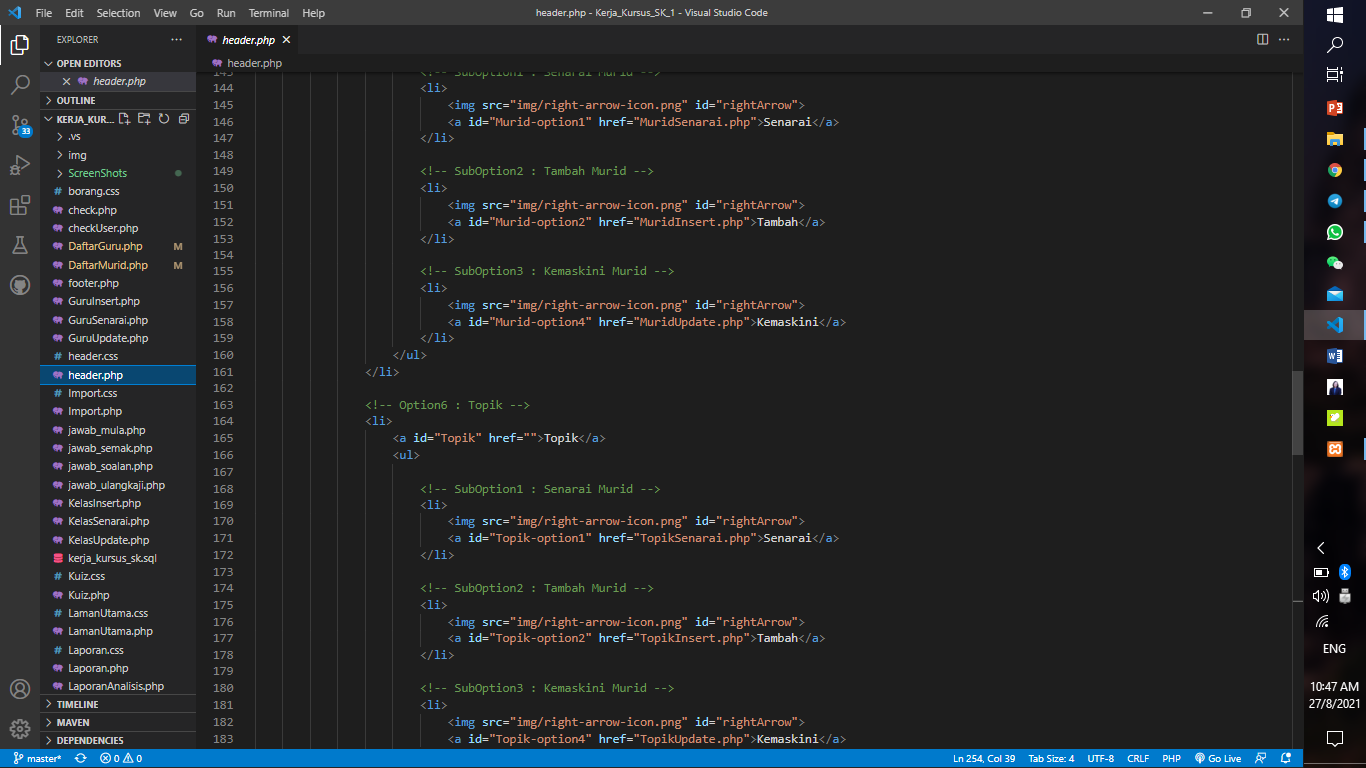 File Edit Selection View Go Run Terminal Help
header.php - Kerja_Kursus_SK_1 - Visual Studio Code
EXPLORER
OPEN EDITORS
header.php
OUTLINE
KERJA_KUR...
.vs
img
ScreenShots
borang.css
check.php
checkUser.php
DaftarGuru.php M
DaftarMurid.php M
footer.php
GuruInsert.php
GuruSenarai.php
GuruUpdate.php
header.css
header.php
Import.css
Import.php
jawab_mula.php
jawab_semak.php
jawab_soalan.php
jawab_ulangkaji.php
KelasInsert.php
KelasSenarai.php
KelasUpdate.php
kerja_kursus_sk.sql
Kuiz.css
Kuiz.php
LamanUtama.css
LamanUtama.php
Laporan.css
Laporan.php
LaporanAnalisis.php
TIMELINE
MAVEN
DEPENDENCIES
33
header.php
header.php
143 <!-- SubOption1 : Senarai Murid -->
144 <li>
145 <img src="img/right-arrow-icon.png" id="rightArrow">
146 <a id="Murid-option1" href="MuridSenarai.php">Senarai</a>
147 </li>
148
149 <!-- SubOption2 : Tambah Murid -->
150 <li>
151 <img src="img/right-arrow-icon.png" id="rightArrow">
152 <a id="Murid-option2" href="MuridInsert.php">Tambah</a>
153 </li>
154
155 <!-- SubOption3 : Kemaskini Murid -->
156 <li>
157 <img src="img/right-arrow-icon.png" id="rightArrow">
158 <a id="Murid-option4" href="MuridUpdate.php">Kemaskini</a>
159 </li>
160 </ul>
161 </li>
162
163 <!-- Option6 : Topik -->
164 <li>
165 <a id="Topik" href="">Topik</a>
166 <ul>
167
168 <!-- SubOption1 : Senarai Murid -->
169 <li>
170 <img src="img/right-arrow-icon.png" id="rightArrow">
171 <a id="Topik-option1" href="TopikSenarai.php">Senarai</a>
172 </li>
173
174 <!-- SubOption2 : Tambah Murid -->
175 <li>
176 <img src="img/right-arrow-icon.png" id="rightArrow">
177 <a id="Topik-option2" href="TopikInsert.php">Tambah</a>
178 </li>
179
180 <!-- SubOption3 : Kemaskini Murid -->
181 <li>
182 <img src="img/right-arrow-icon.png" id="rightArrow">
183 <a id="Topik-option4" href="TopikUpdate.php">Kemaskini</a>
master* 0 0
Ln 254, Col 39 Tab Size: 4 UTF-8 CRLF PHP Go Live
ENG
10:47 AM
27/8/2021